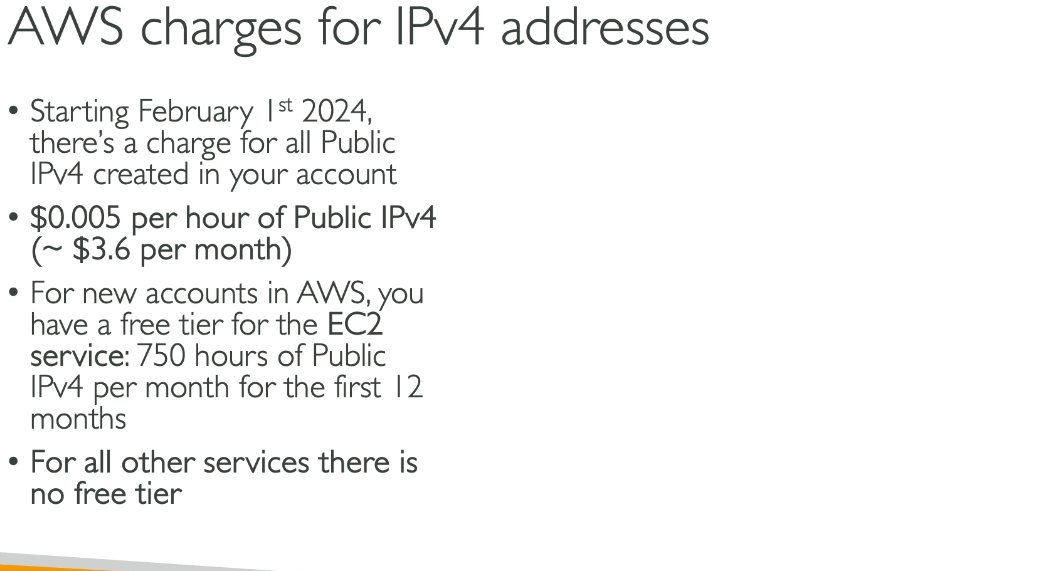 AWS charges for IPv4 addresses
• Starting February 1st 2024,
there's a charge for all Public
IPv4 created in your account
• $0.005 per hour of Public IPv4
(~ $3.6 per month)
• For new accounts in AWS, you
have a free tier for the EC2
service: 750 hours of Public
IPv4 per month for the first 12
months
• For all other services there is
no free tier